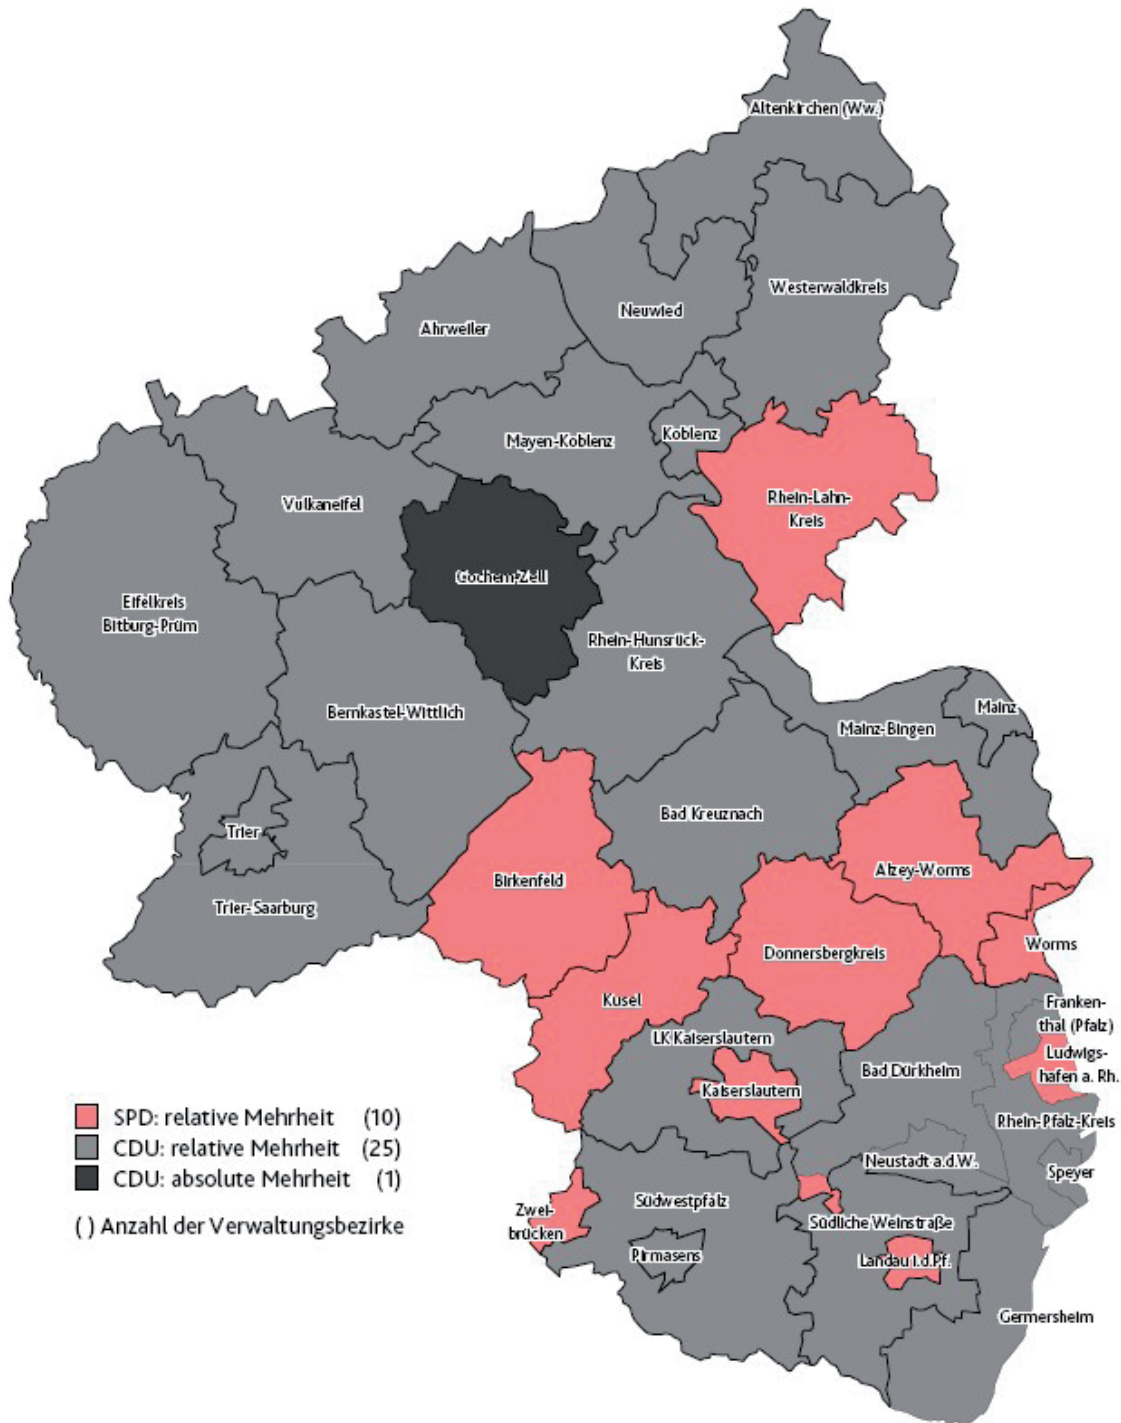 Altenkirchen (Ww.)
Westerwaldkreis
Neuwied
Ahrweiler
Koblenz
Mayen-Koblenz
Rhein-Lahn-
Kreis
Vulkaneifel
Cochem-Zell
Eifelkreis
Bitburg-Prüm
Rhein-Hunsrück-
Kreis
Bernkastel-Wittlich
Mainz
Mainz-Bingen
Bad Kreuznach
Trier
Alzey-Worms
Birkenfeld
Trier-Saarburg
Worms
Donnersbergkreis
Kusel
Franken-
thal (Pfalz)
LK Kaiserslautern
Ludwigs-
hafen a. Rh.
Bad Dürkheim
Kaiserslautern
Rhein-Pfalz-Kreis
Neustadt a.d.W.
Speyer
Südwestpfalz
Zwei-
brücken
Südliche Weinstraße
Pirmasens
Landau i.d.Pf.
Germersheim
SPD: relative Mehrheit (10)
CDU: relative Mehrheit (25)
CDU: absolute Mehrheit (1)
( ) Anzahl der Verwaltungsbezirke